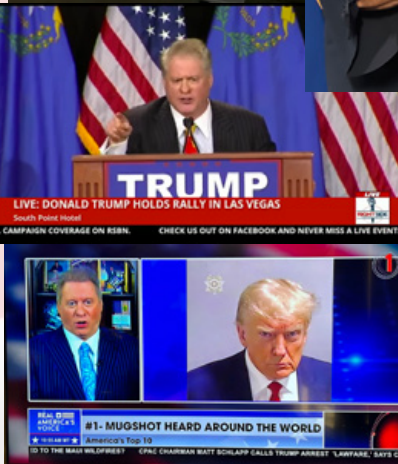 TRUMP
LIVE: DONALD TRUMP HOLDS RALLY IN LAS VEGAS
South Point Hotel
LIVE
RIGHT SIDE
CAMPAIGN COVERAGE ON RSBN. CHECK US OUT ON FACEBOOK AND NEVER MISS A LIVE EVENT
REAL
AMERICA'S
VOICE
#1- MUGSHOT HEARD AROUND THE WORLD
America's Top 10
D TO THE MAUI WILDFIRES? CPAC CHAIRMAN MATT SCHLAPP CALLS TRUMP ARREST 'LAWFARE,' SAYS